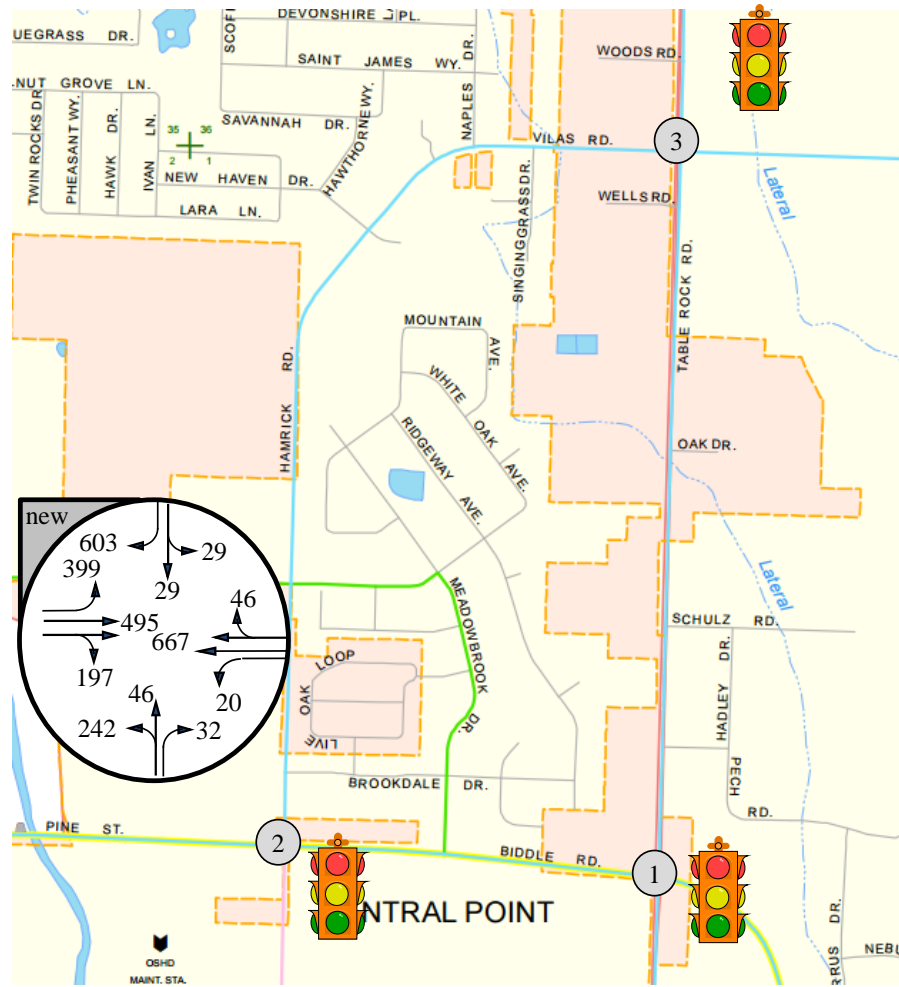 DEVONSHIRE PL.
UEGRASS DR.
SCOFI
SAINT JAMES WY.
NAPLES DR.
WOODS RD.
NUT GROVE LN.
TWIN ROCKS DR.
PHEASANT WY.
HAWK DR.
IVAN LN.
SAVANNAH DR.
HAWTHORNE WY.
35 36
2 1
NEW HAVEN DR.
LARA LN.
VILAS RD.
3
SINGINGGRASS DR.
WELLS RD.
Lateral
TABLE ROCK RD.
HAMRICK RD.
MOUNTAIN AVE.
WHITE OAK AVE.
RIDGEWAY AVE.
OAK DR.
new
603
29
399
29
46
495
667
197
20
46
242
32
MEADOWBROOK DR.
Lateral
SCHULZ RD.
HADLEY DR.
PECH RD.
LIVE OAK LOOP
BROOKDALE DR.
PINE ST.
2
BIDDLE RD.
1
NTRAL POINT
OSHD
MAINT. STA.
RRUS DR.
NEBU